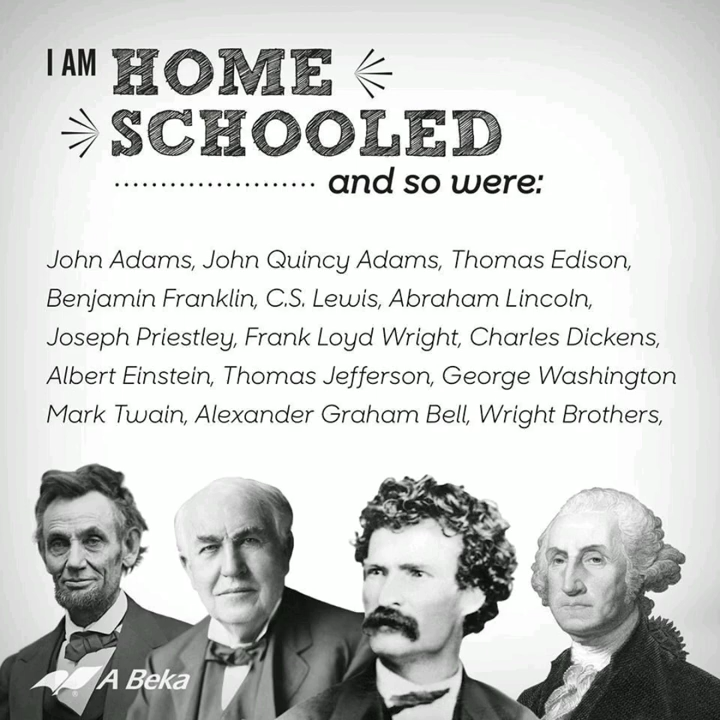 I AM HOME
SCHOOLED
and so were:
John Adams, John Quincy Adams, Thomas Edison,
Benjamin Franklin, C.S. Lewis, Abraham Lincoln,
Joseph Priestley, Frank Loyd Wright, Charles Dickens,
Albert Einstein, Thomas Jefferson, George Washington
Mark Twain, Alexander Graham Bell, Wright Brothers,
A Beka